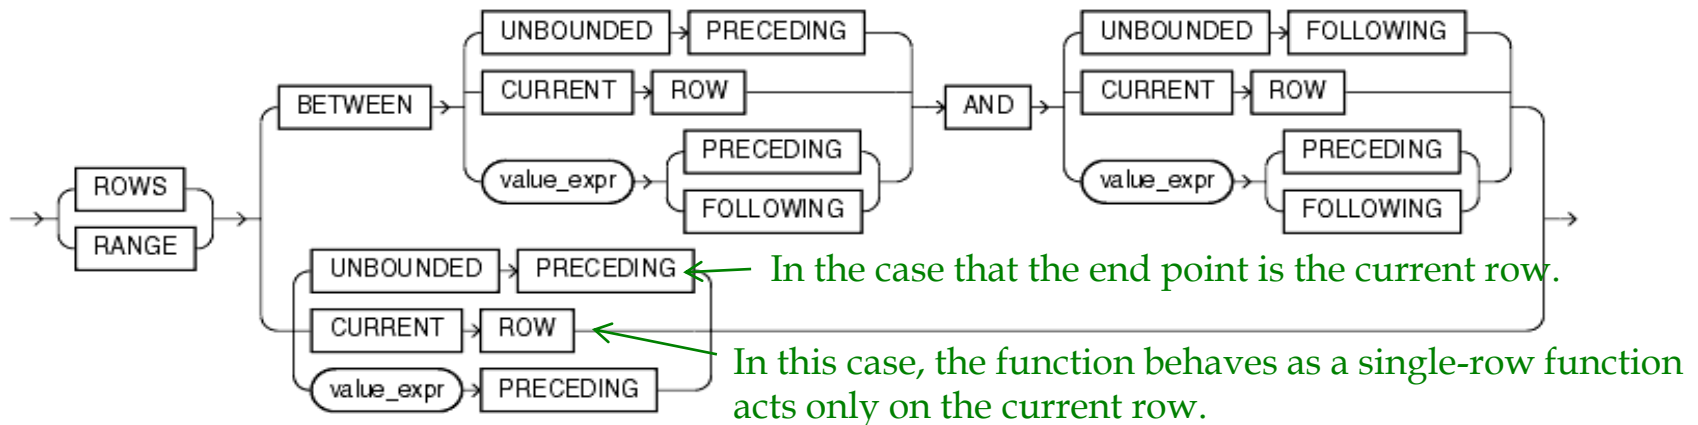 UNBOUNDED PRECEDING UNBOUNDED FOLLOWING
BETWEEN CURRENT ROW AND CURRENT ROW
PRECEDING PRECEDING
value_expr value_expr
FOLLOWING FOLLOWING
ROWS
RANGE
UNBOUNDED PRECEDING In the case that the end point is the current row.
CURRENT ROW
In this case, the function behaves as a single-row function
value_expr PRECEDING
acts only on the current row.